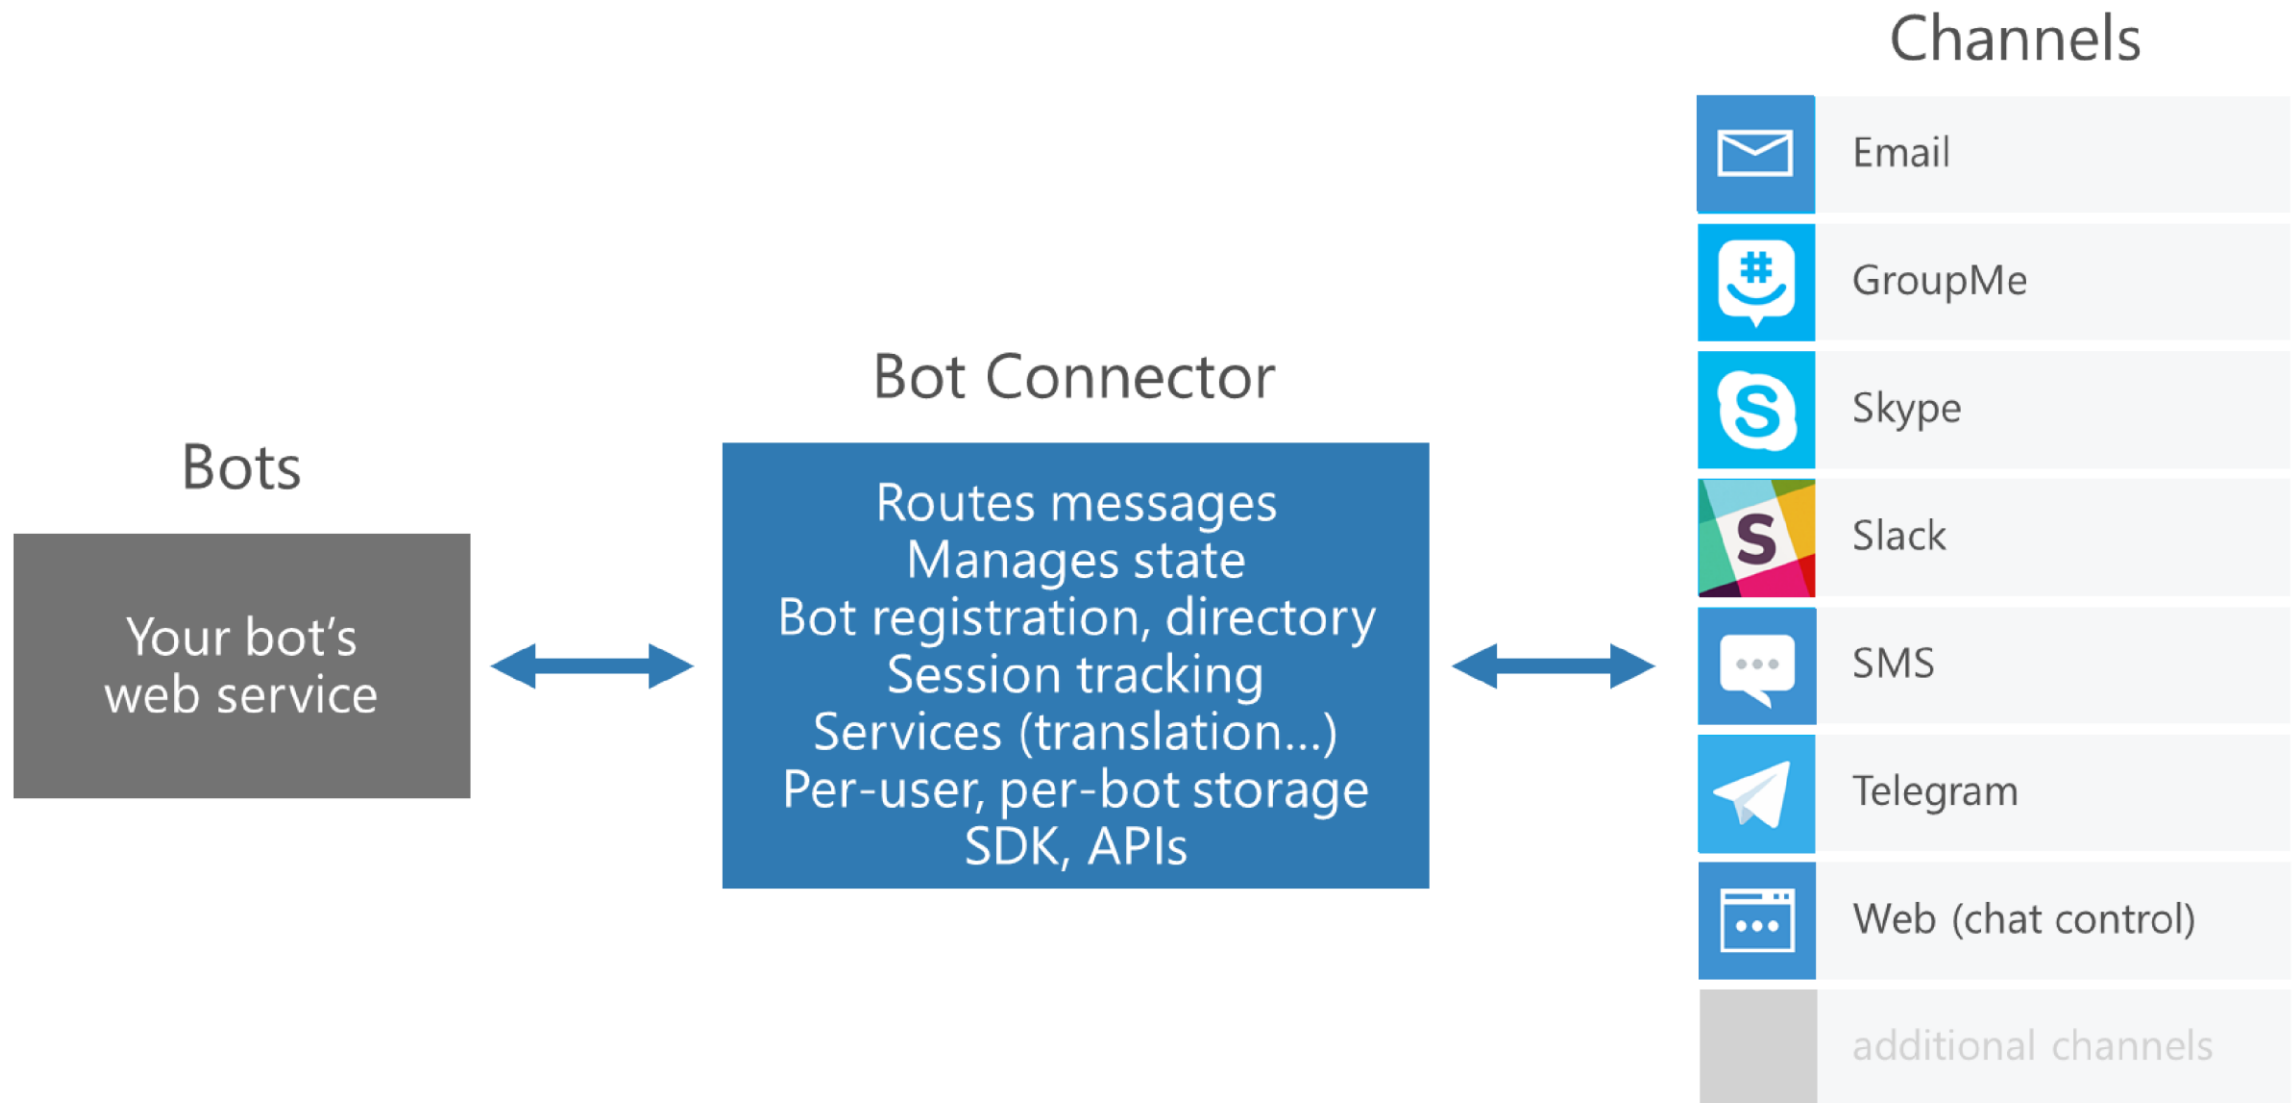 Channels
Email
GroupMe
Skype
Slack
SMS
Telegram
Web (chat control)
additional channels
Bot Connector
Routes messages
Manages state
Bot registration, directory
Session tracking
Services (translation...)
Per-user, per-bot storage
SDK, APIs
Bots
Your bot’s
web service